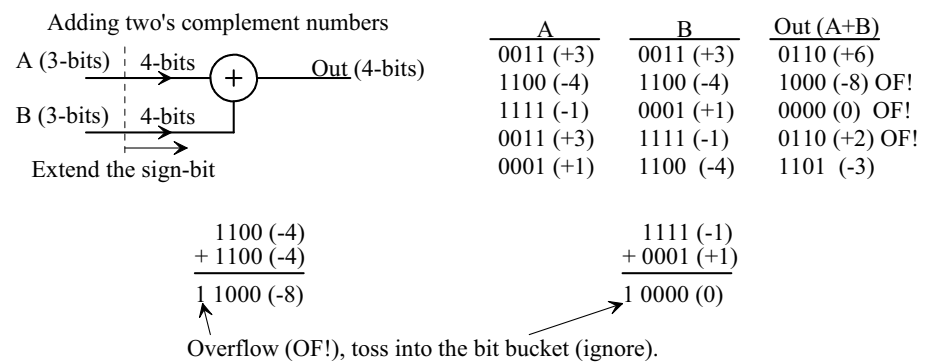 Adding two's complement numbers
A (3-bits) 4-bits
+
Out (4-bits)
B (3-bits) 4-bits
Extend the sign-bit
A B Out (A+B)
0011 (+3) 0011 (+3) 0110 (+6)
1100 (-4) 1100 (-4) 1000 (-8) OF!
1111 (-1) 0001 (+1) 0000 (0) OF!
0011 (+3) 1111 (-1) 0110 (+2) OF!
0001 (+1) 1100 (-4) 1101 (-3)
1100 (-4)
+ 1100 (-4)
1 1000 (-8)
1111 (-1)
+ 0001 (+1)
1 0000 (0)
Overflow (OF!), toss into the bit bucket (ignore).